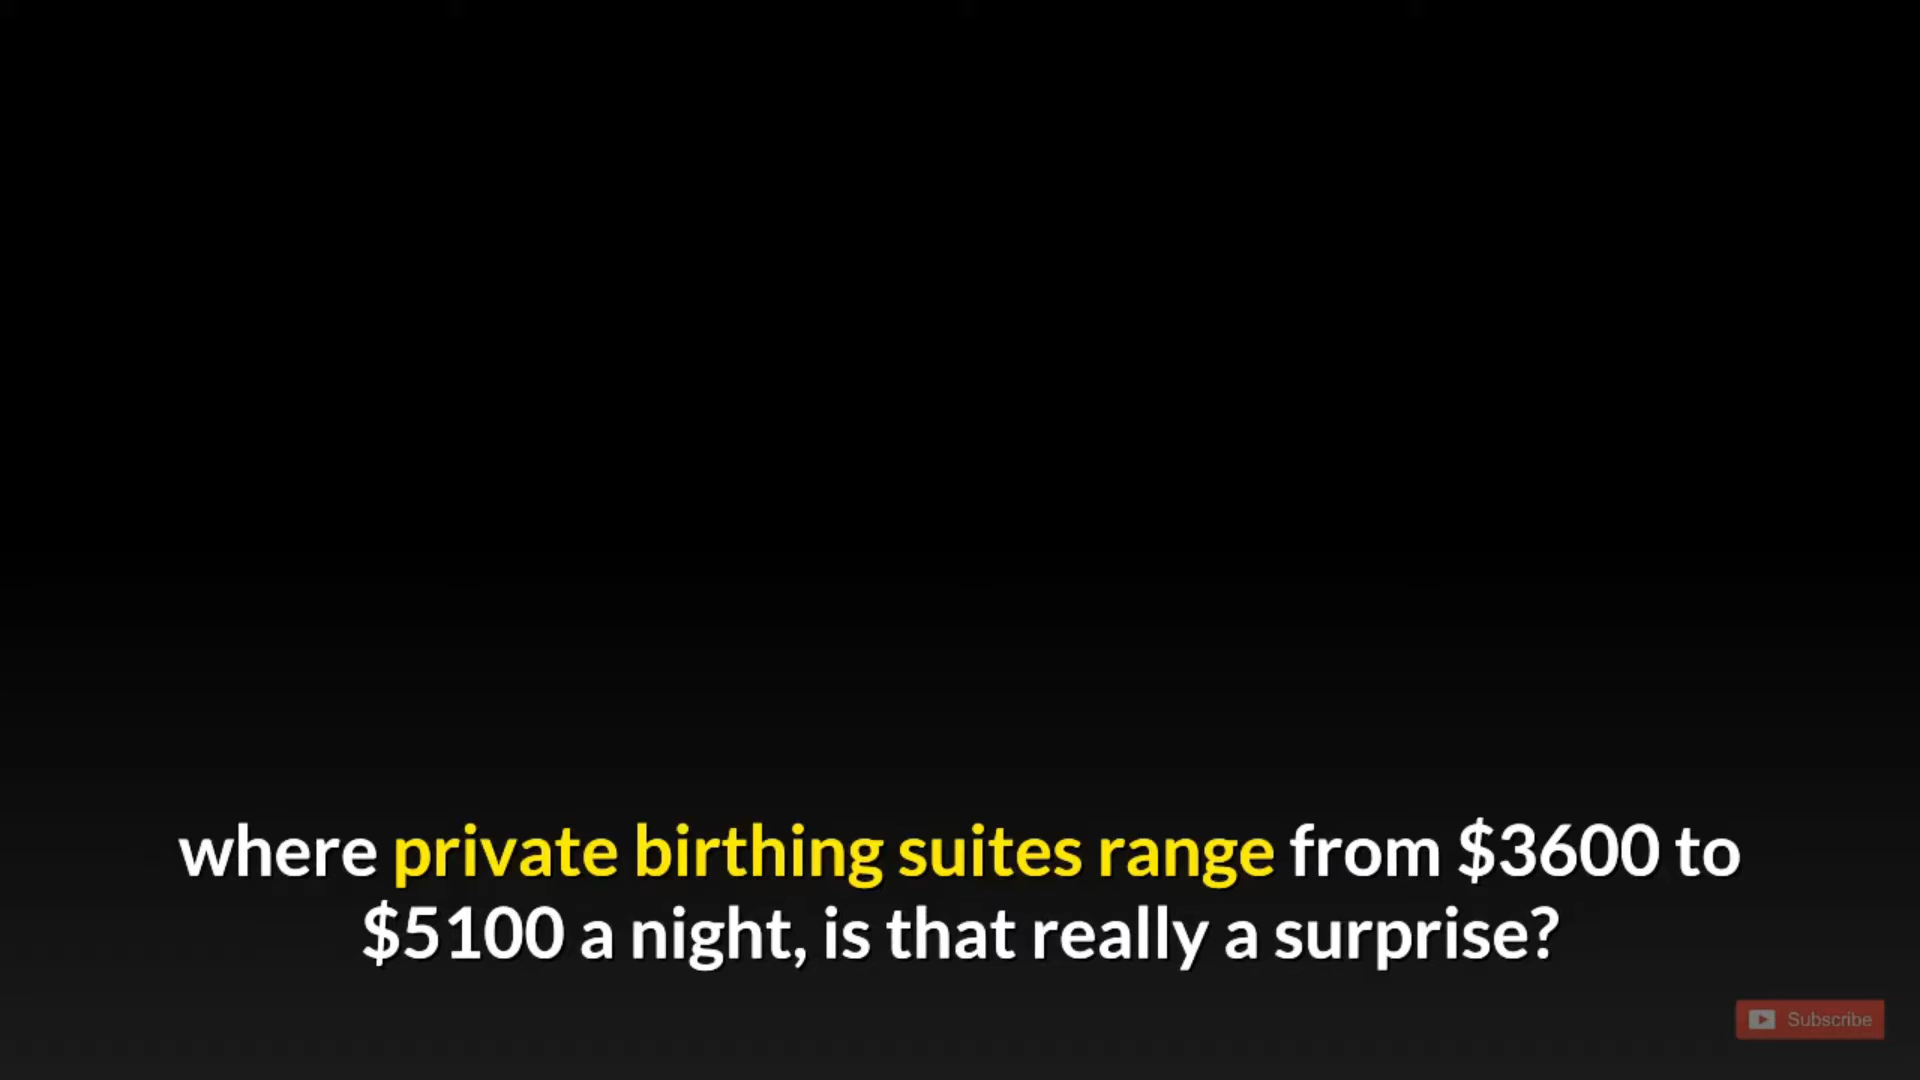 where private birthing suites range from $3600 to
$5100 a night, is that really a surprise?
Subscribe